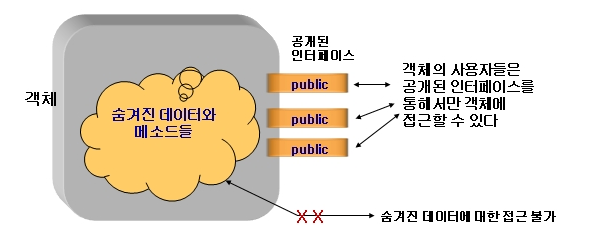 공개된
인터페이스
객체
숨겨진 데이터와
메소드들
public
public
public
객체의 사용자들은
공개된 인터페이스를
통해서만 객체에
접근할 수 있다
X X
숨겨진 데이터에 대한 접근 불가